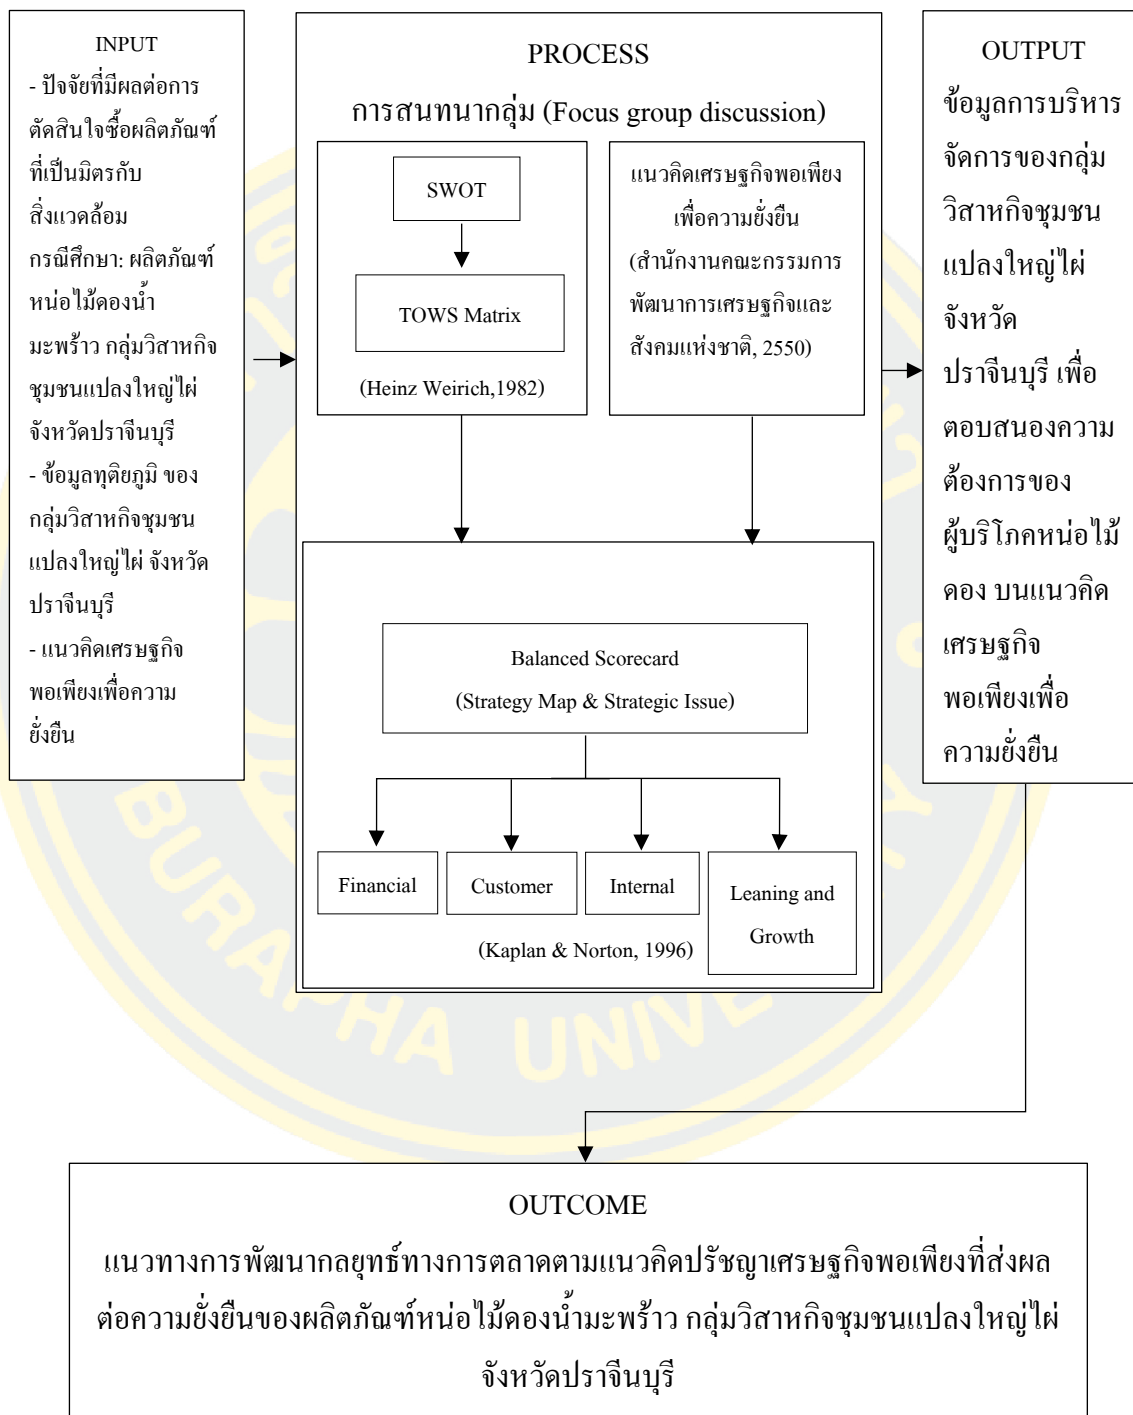 INPUT
- ปัจจัยที่มีผลต่อการ
ตัดสินใจซื้อผลิตภัณฑ์
ที่เป็นมิตรกับ
สิ่งแวดล้อม
กรณีศึกษา: ผลิตภัณฑ์
หน่อไม้ดองน้ำ
มะพร้าว กลุ่มวิสาหกิจ
ชุมชนแปลงใหญ่ไผ่
จังหวัดปราจีนบุรี
- ข้อมูลทุติยภูมิ ของ
กลุ่มวิสาหกิจชุมชน
แปลงใหญ่ไผ่ จังหวัด
ปราจีนบุรี
- แนวคิดเศรษฐกิจ
พอเพียงเพื่อความ
ยั่งยืน
PROCESS
การสนทนากลุ่ม (Focus group discussion)
SWOT
TOWS Matrix
(Heinz Weirich,1982)
แนวคิดเศรษฐกิจพอเพียง
เพื่อความยั่งยืน
(สำนักงานคณะกรรมการ
พัฒนาการเศรษฐกิจและ
สังคมแห่งชาติ, 2550)
Balanced Scorecard
(Strategy Map & Strategic Issue)
Financial
Customer
Internal
Leaning and
Growth
(Kaplan & Norton, 1996)
OUTPUT
ข้อมูลการบริหาร
จัดการของกลุ่ม
วิสาหกิจชุมชน
แปลงใหญ่ไผ่
จังหวัด
ปราจีนบุรี เพื่อ
ตอบสนองความ
ต้องการของ
ผู้บริโภคหน่อไม้
ดอง บนแนวคิด
เศรษฐกิจ
พอเพียงเพื่อ
ความยั่งยืน
OUTCOME
แนวทางการพัฒนากลยุทธ์ทางการตลาดตามแนวคิดปรัชญาเศรษฐกิจพอเพียงที่ส่งผล
ต่อความยั่งยืนของผลิตภัณฑ์หน่อไม้ดองน้ำมะพร้าว กลุ่มวิสาหกิจชุมชนแปลงใหญ่ไผ่
จังหวัดปราจีนบุรี
BURAPHA UNIVERSITY